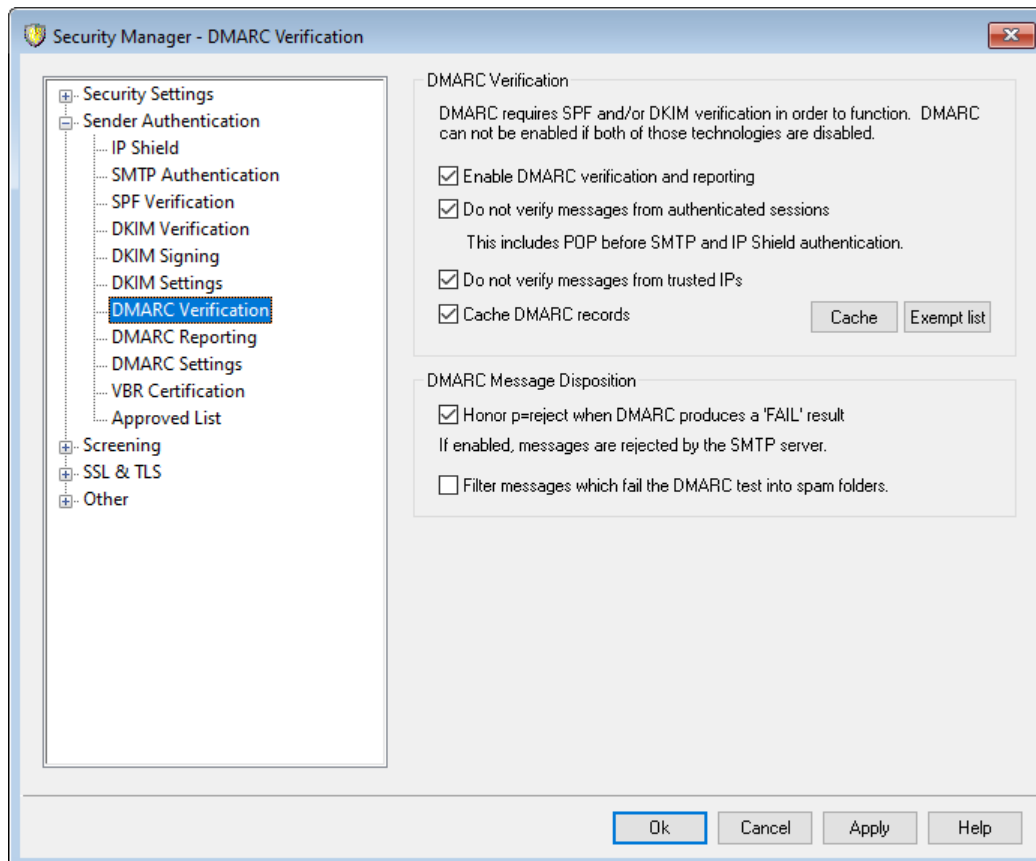 Security Manager - DMARC Verification
Security Settings
Sender Authentication
IP Shield
SMTP Authentication
SPF Verification
DKIM Verification
DKIM Signing
DKIM Settings
DMARC Verification
DMARC Reporting
DMARC Settings
VBR Certification
Approved List
Screening
SSL & TLS
Other
DMARC Verification
DMARC requires SPF and/or DKIM verification in order to function.  DMARC
can not be enabled if both of those technologies are disabled.
Enable DMARC verification and reporting
Do not verify messages from authenticated sessions
This includes POP before SMTP and IP Shield authentication.
Do not verify messages from trusted IPs
Cache DMARC records
Cache
Exempt list
DMARC Message Disposition
Honor p=reject when DMARC produces a 'FAIL' result
If enabled, messages are rejected by the SMTP server.
Filter messages which fail the DMARC test into spam folders.
Ok
Cancel
Apply
Help